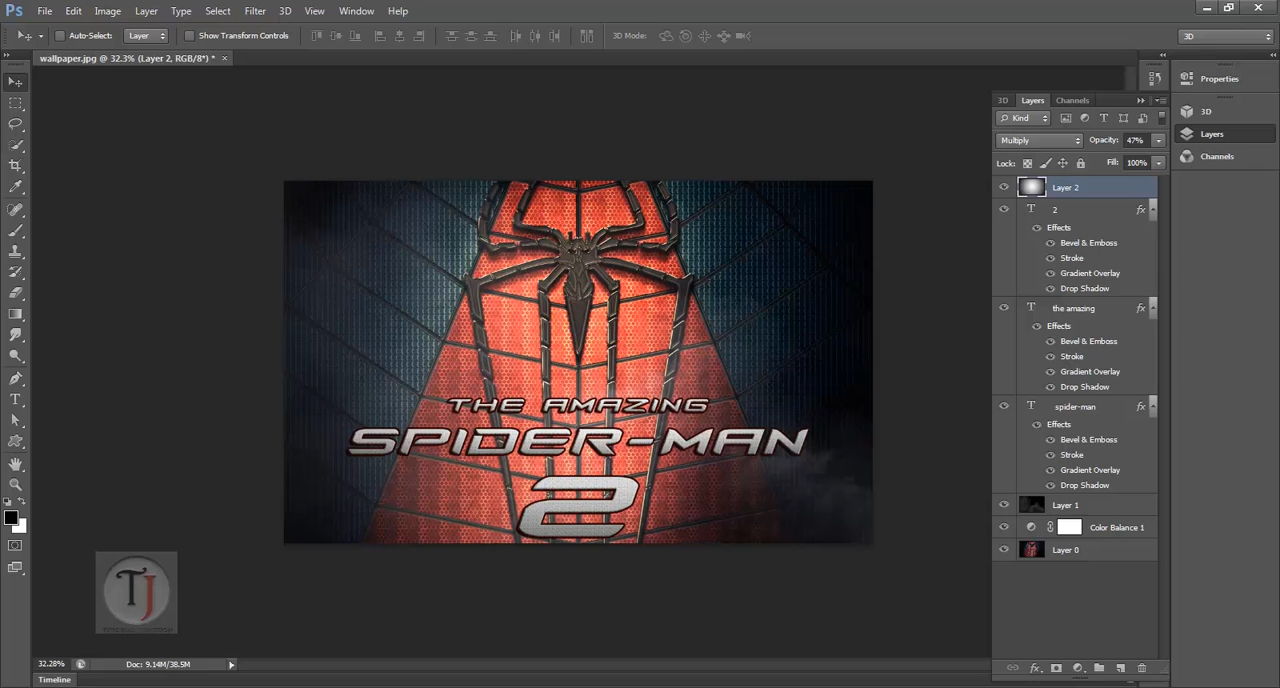 Ps File Edit Image Layer Type Select Filter 3D View Window Help
Auto-Select: Layer Show Transform Controls 3D Mode: 3D
wallpaper.jpg @ 32.3% (Layer 2, RGB/8*) * ×
3D Layers Channels
Properties
3D
Layers
Channels
Kind
Multiply Opacity: 47%
Lock: Fill: 100%
Layer 2
T 2 fx
Effects
Bevel & Emboss
Stroke
Gradient Overlay
Drop Shadow
T the amazing fx
Effects
Bevel & Emboss
Stroke
Gradient Overlay
Drop Shadow
T spider-man fx
Effects
Bevel & Emboss
Stroke
Gradient Overlay
Drop Shadow
Layer 1
Color Balance 1
Layer 0
THE AMAZING
SPIDER-MAN
2
TJ
32.28% Doc: 9.14M/38.5M
Timeline
fx